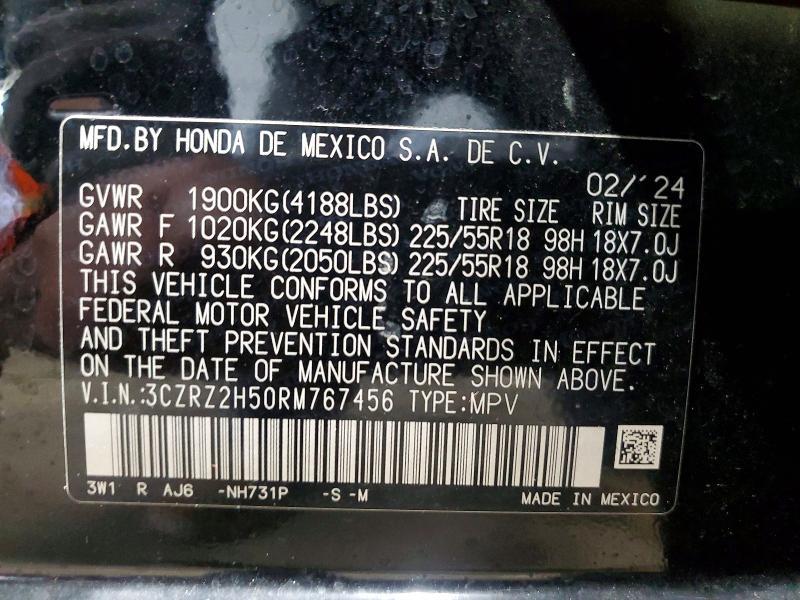 MFD.BY HONDA DE MEXICO S.A. DE C.V.
02/'24
GVWR 1900KG(4188LBS) TIRE SIZE RIM SIZE
GAWR F 1020KG(2248LBS) 225/55R18 98H 18X7.0J
GAWR R 930KG(2050LBS) 225/55R18 98H 18X7.0J
THIS VEHICLE CONFORMS TO ALL APPLICABLE
FEDERAL MOTOR VEHICLE SAFETY
AND THEFT PREVENTION STANDARDS IN EFFECT
ON THE DATE OF MANUFACTURE SHOWN ABOVE.
V.I.N.:3CZRZ2H50RM767456 TYPE:MPV
3W1 R AJ6 -NH731P -S -M MADE IN MEXICO